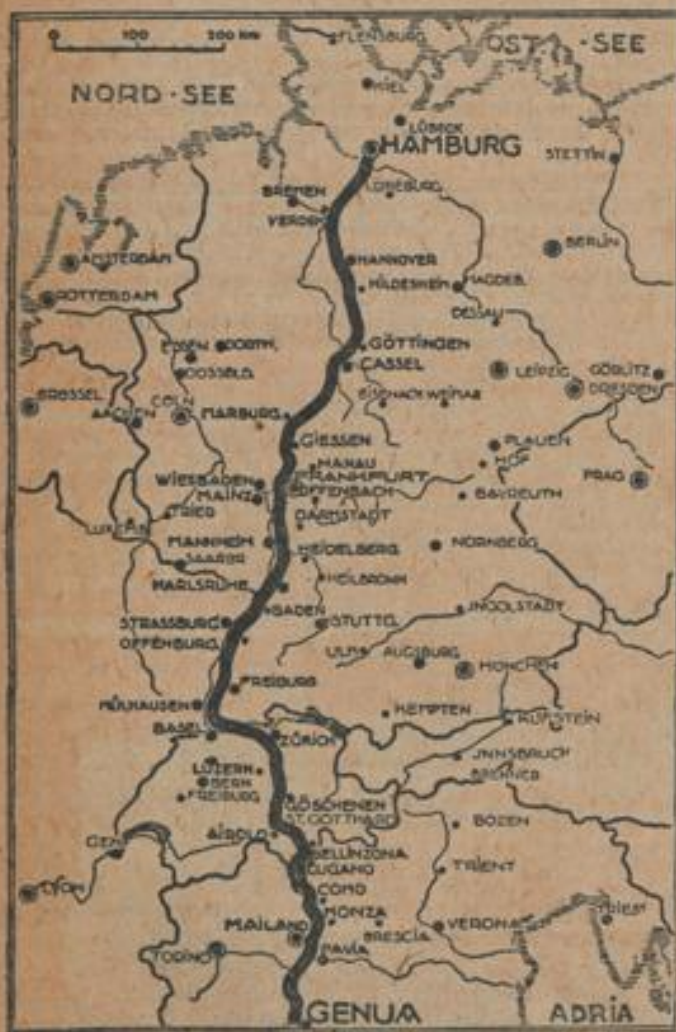 0 100 200 km
FLENSBURG
OST-SEE
KIEL
NORD-SEE
LÜBECK
HAMBURG
STETTIN
LÜNEBURG
BREMEN
VERDEN
BERLIN
AMSTERDAM
HANNOVER
HILDESHEIM
MAGDEB.
ROTTERDAM
DESSAU
ESSEN
DORTM.
GÖTTINGEN
DÜSSELD.
CASSEL
LEIPZIG
GÖRLITZ
DRESDEN
BRÜSSEL
CÖLN
EISENACH
WEIMAR
AACHEN
MARBURG
GIESSEN
PLAUEN
HOF
HANAU
WIESBADEN
FRANKFURT
PRAG
MAINZ
OFFENBACH
BAYREUTH
TRIER
DARMSTADT
LUXEMB.
MANNHEIM
NÜRNBERG
HEIDELBERG
SAARBR.
KARLSRUHE
HEILBRONN
BADEN
INGOLSTADT
STRASSBURG
STUTTG.
OFFENBURG
ULM
AUGSBURG
MÜNCHEN
FREIBURG
MÜLHAUSEN
KEMPTEN
KUFSTEIN
BASEL
ZÜRICH
INNSBRUCK
LUZERN
BRENNER
BERN
FREIBURG
GÖSCHENEN
ST. GOTTHARD
BOZEN
AIROLO
GENF
BELLINZONA
LUGANO
TRIENT
LYON
COMO
MONZA
TRIEST
MAILAND
BRESCIA
VERONA
TORINO
PAVIA
GENUA
ADRIA